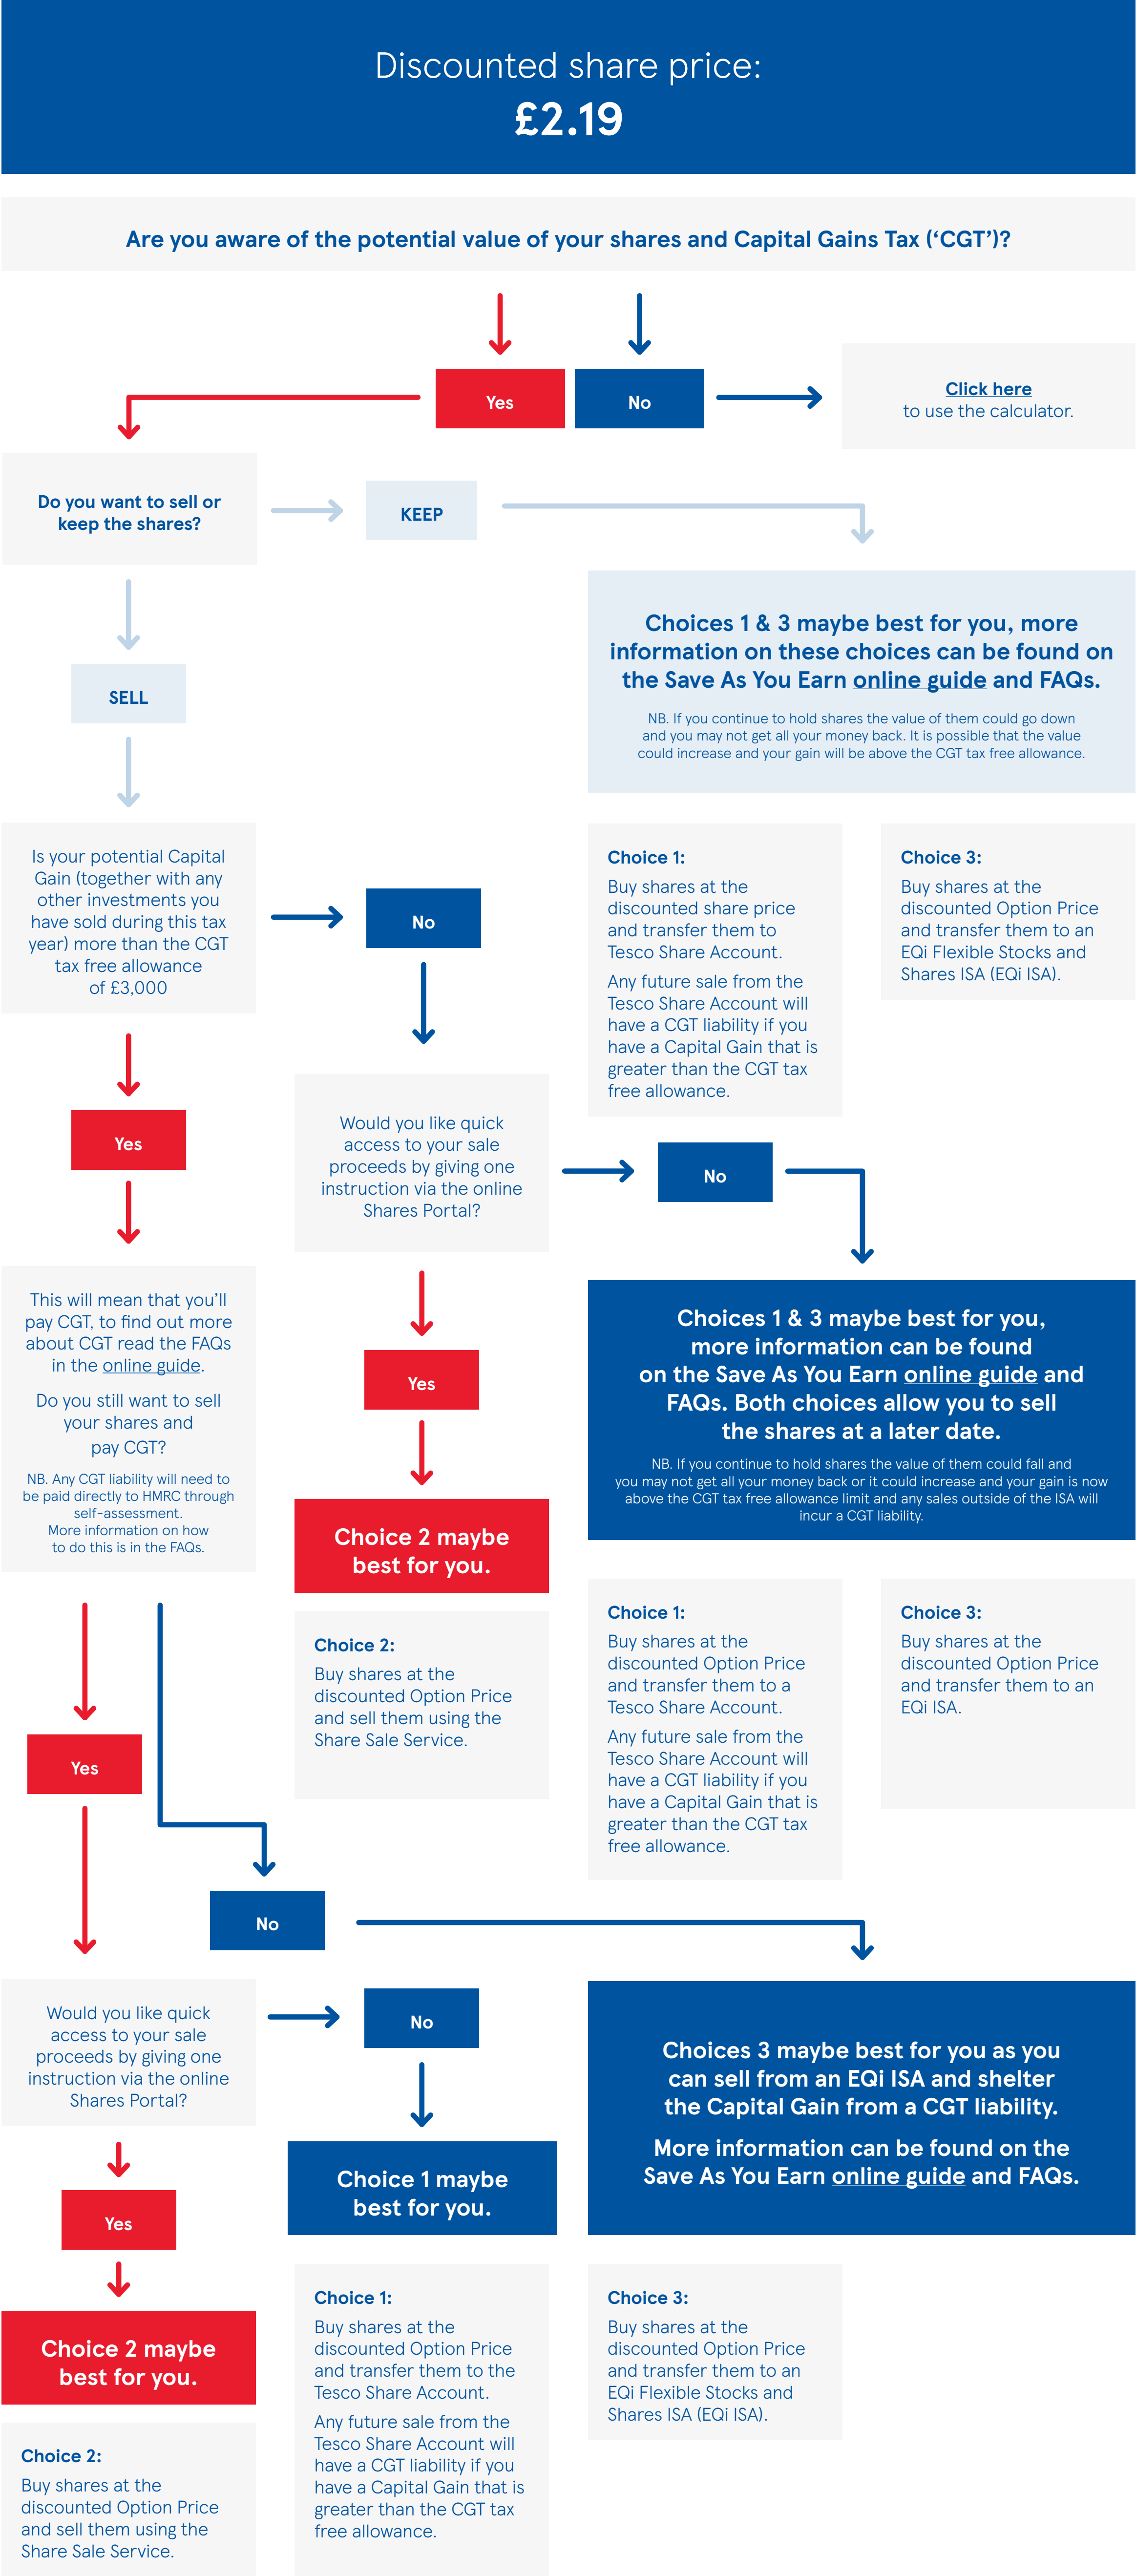 Discounted share price:
£2.19
Are you aware of the potential value of your shares and Capital Gains Tax (‘CGT’)?
Yes
No
Click here
to use the calculator.
Do you want to sell or
keep the shares?
KEEP
Choices 1 & 3 maybe best for you, more
information on these choices can be found on
the Save As You Earn online guide and FAQs.
NB. If you continue to hold shares the value of them could go down
and you may not get all your money back. It is possible that the value
could increase and your gain will be above the CGT tax free allowance.
SELL
Is your potential Capital
Gain (together with any
other investments you
have sold during this tax
year) more than the CGT
tax free allowance
of £3,000
No
Choice 1:
Buy shares at the
discounted share price
and transfer them to
Tesco Share Account.
Any future sale from the
Tesco Share Account will
have a CGT liability if you
have a Capital Gain that is
greater than the CGT tax
free allowance.
Choice 3:
Buy shares at the
discounted Option Price
and transfer them to an
EQi Flexible Stocks and
Shares ISA (EQi ISA).
Yes
Would you like quick
access to your sale
proceeds by giving one
instruction via the online
Shares Portal?
No
This will mean that you’ll
pay CGT, to find out more
about CGT read the FAQs
in the online guide.
Do you still want to sell
your shares and
pay CGT?
NB. Any CGT liability will need to
be paid directly to HMRC through
self-assessment.
More information on how
to do this is in the FAQs.
Yes
Choices 1 & 3 maybe best for you,
more information can be found
on the Save As You Earn online guide and
FAQs. Both choices allow you to sell
the shares at a later date.
NB. If you continue to hold shares the value of them could fall and
you may not get all your money back or it could increase and your gain is now
above the CGT tax free allowance limit and any sales outside of the ISA will
incur a CGT liability.
Choice 2 maybe
best for you.
Choice 2:
Buy shares at the
discounted Option Price
and sell them using the
Share Sale Service.
Choice 1:
Buy shares at the
discounted Option Price
and transfer them to a
Tesco Share Account.
Any future sale from the
Tesco Share Account will
have a CGT liability if you
have a Capital Gain that is
greater than the CGT tax
free allowance.
Choice 3:
Buy shares at the
discounted Option Price
and transfer them to an
EQi ISA.
Yes
No
Would you like quick
access to your sale
proceeds by giving one
instruction via the online
Shares Portal?
No
Choices 3 maybe best for you as you
can sell from an EQi ISA and shelter
the Capital Gain from a CGT liability.
More information can be found on the
Save As You Earn online guide and FAQs.
Yes
Choice 1 maybe
best for you.
Choice 2 maybe
best for you.
Choice 1:
Buy shares at the
discounted Option Price
and transfer them to the
Tesco Share Account.
Any future sale from the
Tesco Share Account will
have a CGT liability if you
have a Capital Gain that is
greater than the CGT tax
free allowance.
Choice 3:
Buy shares at the
discounted Option Price
and transfer them to an
EQi Flexible Stocks and
Shares ISA (EQi ISA).
Choice 2:
Buy shares at the
discounted Option Price
and sell them using the
Share Sale Service.